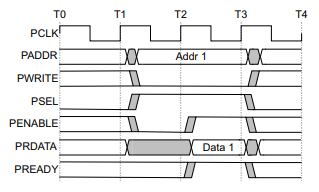 T0 T1 T2 T3 T4
PCLK
PADDR Addr 1
PWRITE
PSEL
PENABLE
PRDATA Data 1
PREADY